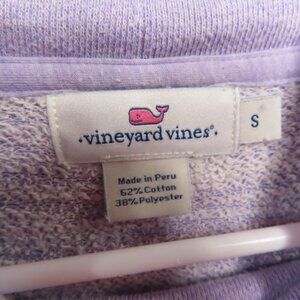 ·vineyard vines®·
S
Made in Peru
62% Cotton
38% Polyester